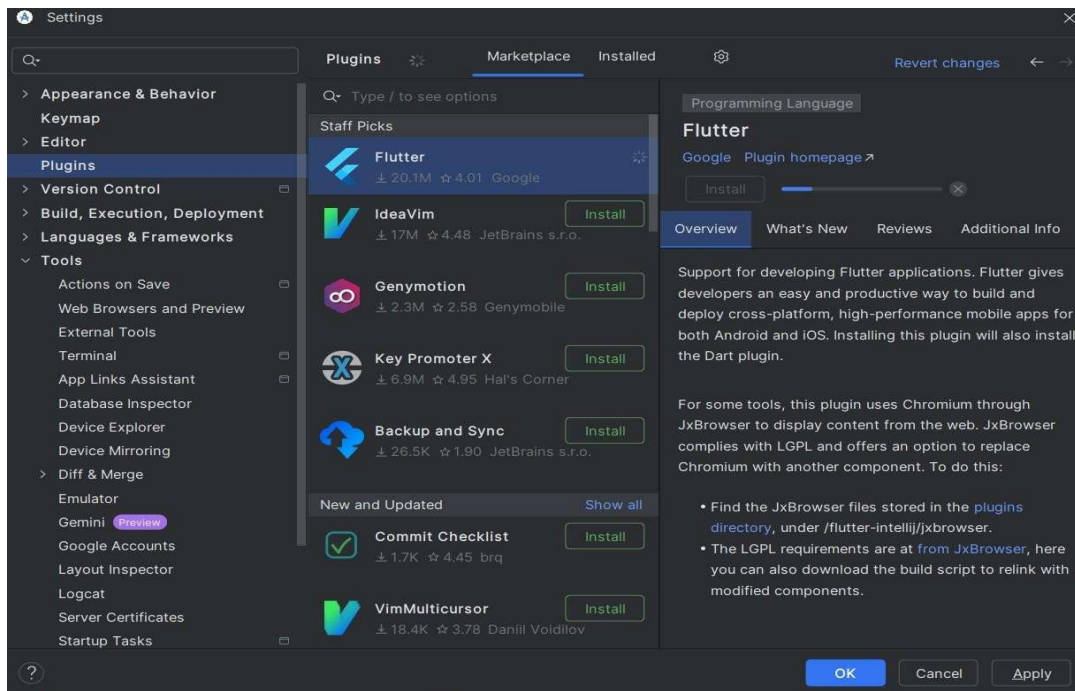 Settings
Plugins
Marketplace
Installed
Revert changes
Appearance & Behavior
Keymap
Editor
Plugins
Version Control
Build, Execution, Deployment
Languages & Frameworks
Tools
Actions on Save
Web Browsers and Preview
External Tools
Terminal
App Links Assistant
Database Inspector
Device Explorer
Device Mirroring
Diff & Merge
Emulator
Gemini Preview
Google Accounts
Layout Inspector
Logcat
Server Certificates
Startup Tasks
Type / to see options
Staff Picks
Flutter
20.1M 4.01 Google
IdeaVim
Install
17M 4.48 JetBrains s.r.o.
Genymotion
Install
2.3M 2.58 Genymobile
Key Promoter X
Install
6.9M 4.95 Hal's Corner
Backup and Sync
Install
26.5K 1.90 JetBrains s.r.o.
New and Updated
Show all
Commit Checklist
Install
1.7K 4.45 brq
VimMulticursor
Install
18.4K 3.78 Daniil Voidilov
Programming Language
Flutter
Google Plugin homepage
Install
Overview
What's New
Reviews
Additional Info
Support for developing Flutter applications. Flutter gives
developers an easy and productive way to build and
deploy cross-platform, high-performance mobile apps for
both Android and iOS. Installing this plugin will also install
the Dart plugin.
For some tools, this plugin uses Chromium through
JxBrowser to display content from the web. JxBrowser
complies with LGPL and offers an option to replace
Chromium with another component. To do this:
• Find the JxBrowser files stored in the plugins
directory, under /flutter-intellij/jxbrowser.
• The LGPL requirements are at from JxBrowser, here
you can also download the build script to relink with
modified components.
?
OK
Cancel
Apply